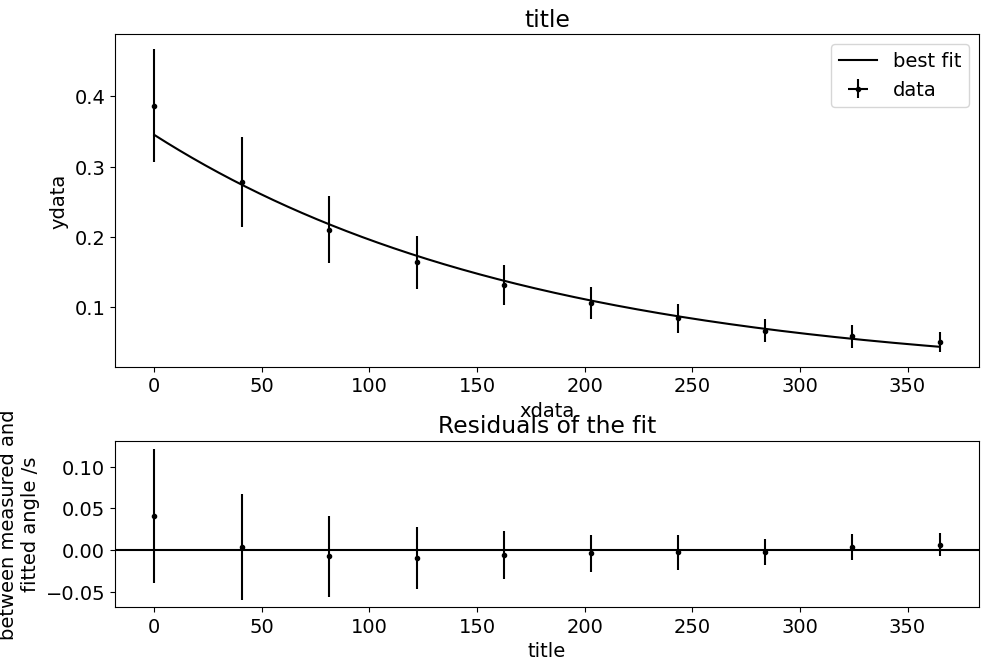 title
best fit
data
0.4
0.3
0.2
0.1
ydata
0
50
100
150
200
250
300
350
xdata
Residuals of the fit
0.10
0.05
0.00
−0.05
between measured and
fitted angle /s
0
50
100
150
200
250
300
350
title